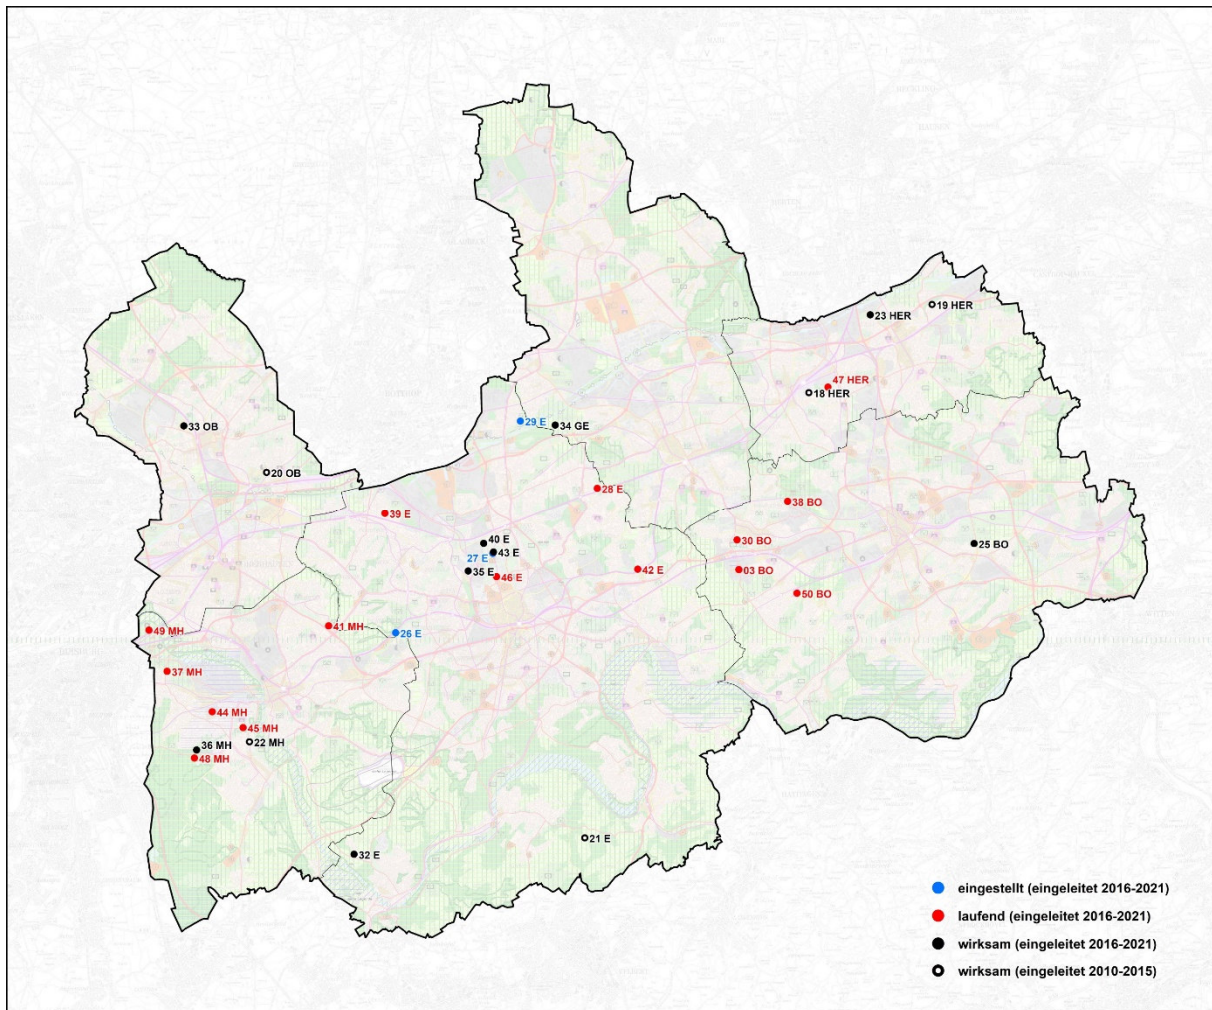 19 HER
23 HER
47 HER
18 HER
29 E
34 GE
33 OB
20 OB
28 E
38 BO
39 E
40 E
43 E
27 E
35 E
46 E
42 E
30 BO
25 BO
03 BO
50 BO
49 MH
41 MH
26 E
37 MH
44 MH
45 MH
36 MH
22 MH
48 MH
21 E
32 E
eingestellt (eingeleitet 2016-2021)
laufend (eingeleitet 2016-2021)
wirksam (eingeleitet 2016-2021)
wirksam (eingeleitet 2010-2015)